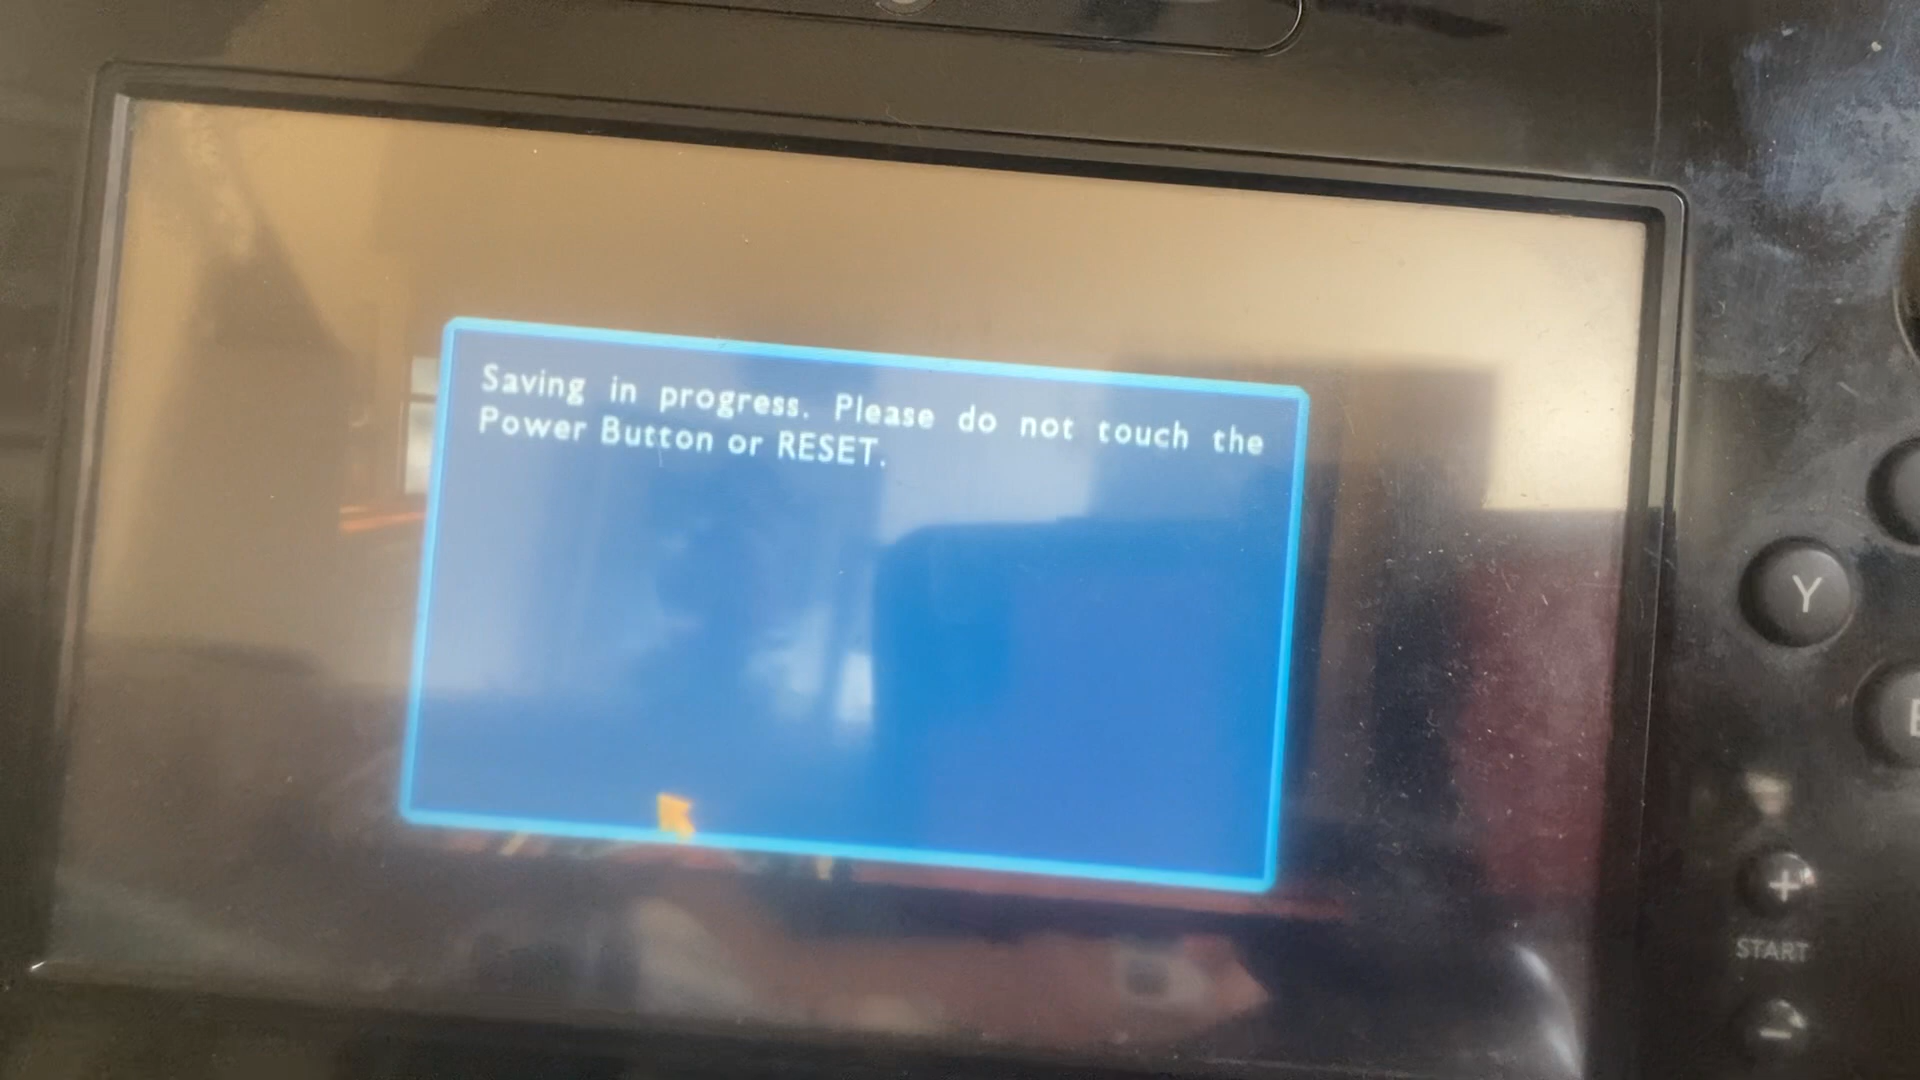 Saving in progress. Please do not touch the
Power Button or RESET.
Y
+
START
-